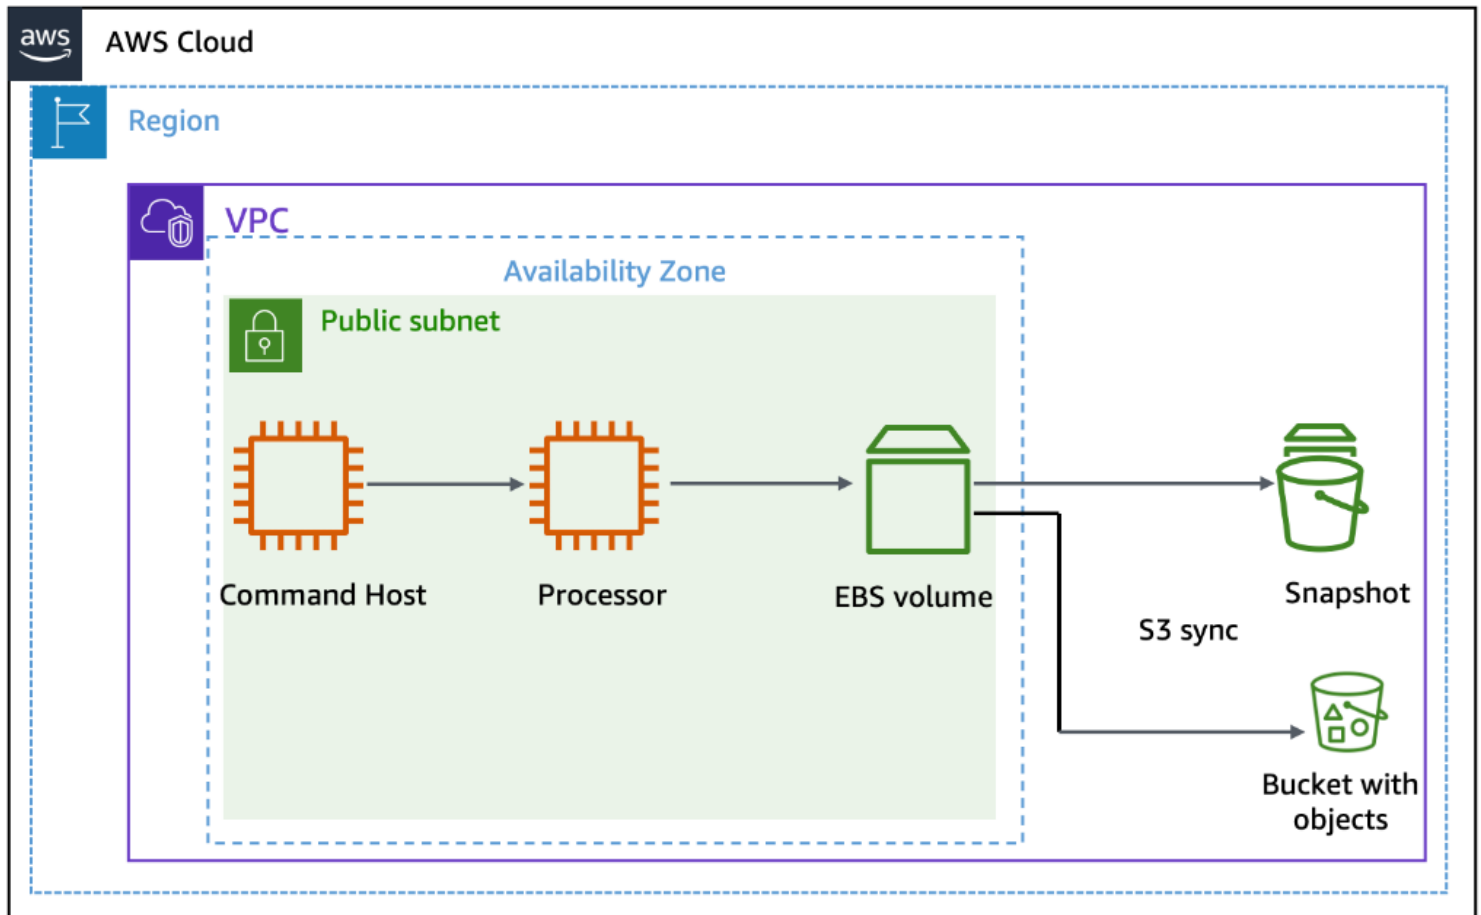 aws
AWS Cloud
Region
VPC
Availability Zone
Public subnet
Command Host
Processor
EBS volume
Snapshot
S3 sync
Bucket with
objects